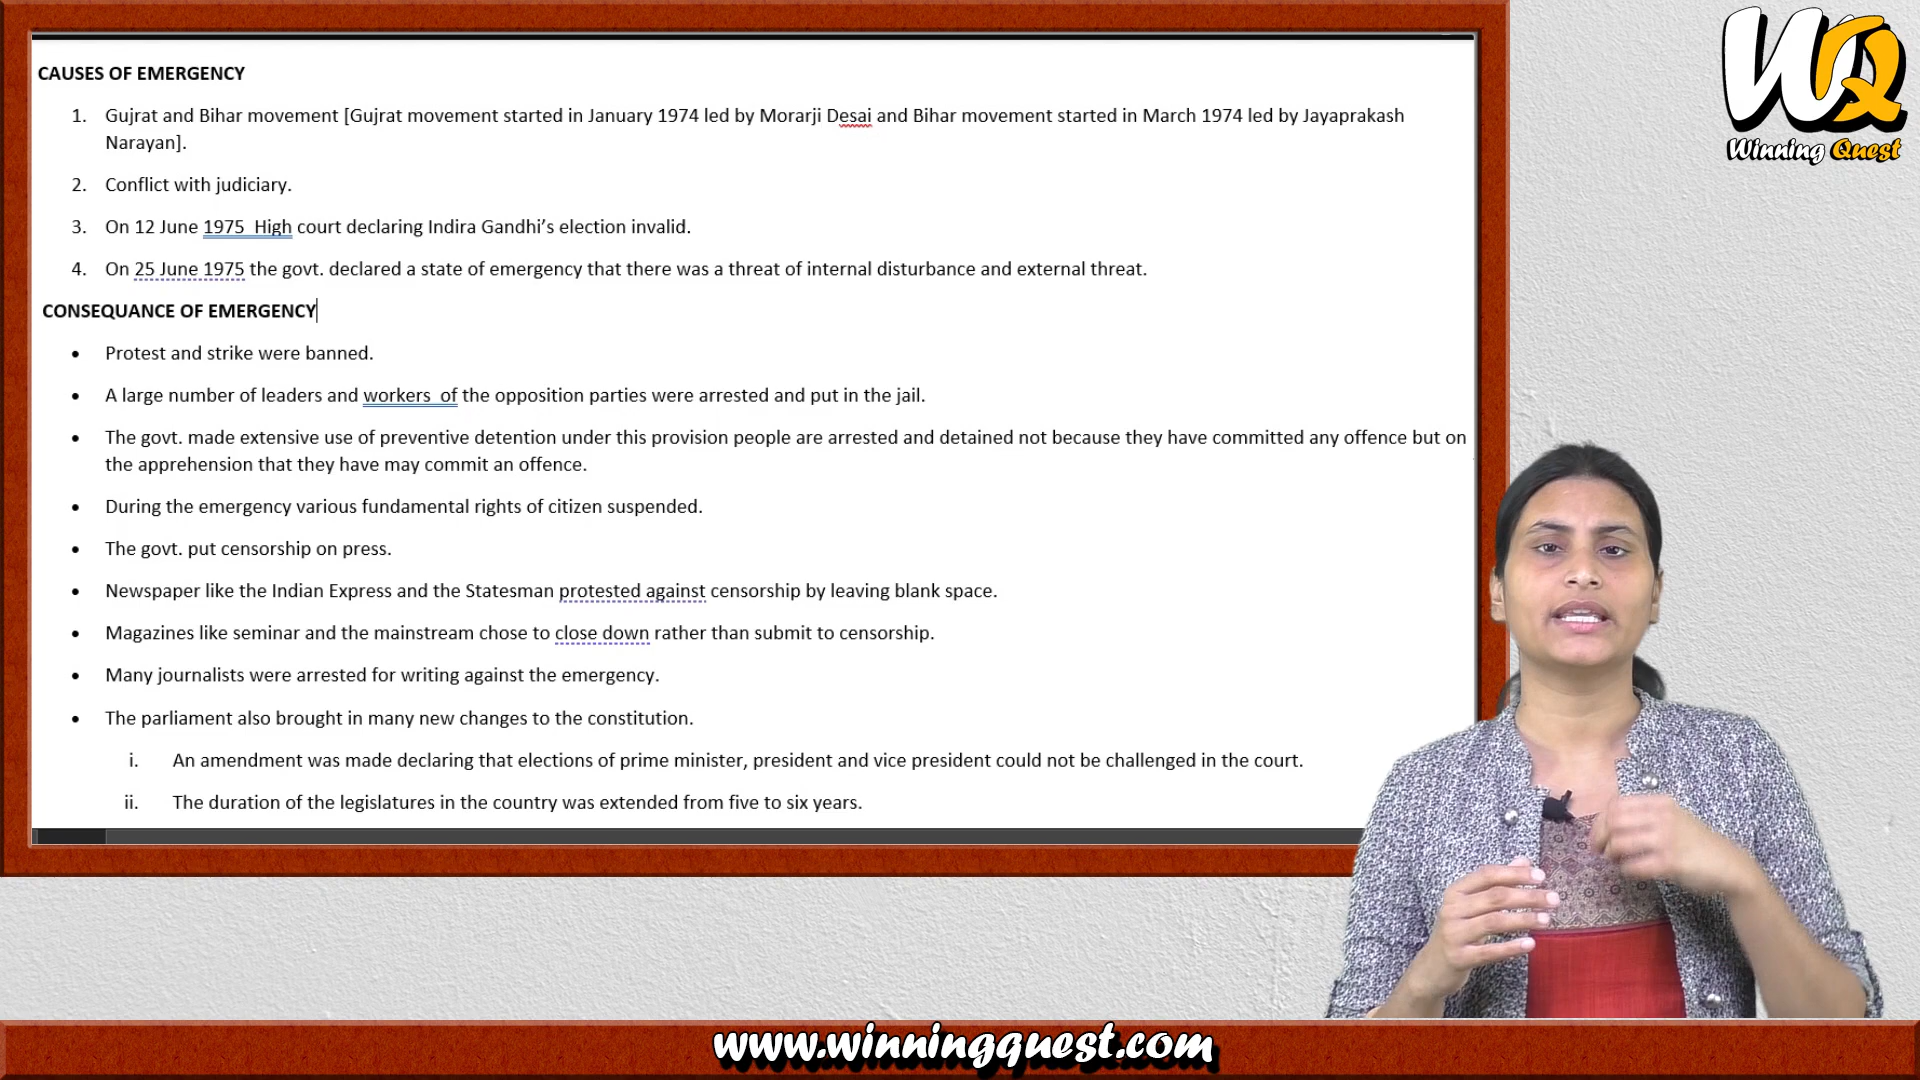 CAUSES OF EMERGENCY
1. Gujrat and Bihar movement [Gujrat movement started in January 1974 led by Morarji Desai and Bihar movement started in March 1974 led by Jayaprakash
Narayan].
2. Conflict with judiciary.
3. On 12 June 1975  High court declaring Indira Gandhi's election invalid.
4. On 25 June 1975 the govt. declared a state of emergency that there was a threat of internal disturbance and external threat.
CONSEQUANCE OF EMERGENCY
• Protest and strike were banned.
• A large number of leaders and workers  of the opposition parties were arrested and put in the jail.
• The govt. made extensive use of preventive detention under this provision people are arrested and detained not because they have committed any offence but on
the apprehension that they have may commit an offence.
• During the emergency various fundamental rights of citizen suspended.
• The govt. put censorship on press.
• Newspaper like the Indian Express and the Statesman protested against censorship by leaving blank space.
• Magazines like seminar and the mainstream chose to close down rather than submit to censorship.
• Many journalists were arrested for writing against the emergency.
• The parliament also brought in many new changes to the constitution.
i. An amendment was made declaring that elections of prime minister, president and vice president could not be challenged in the court.
ii. The duration of the legislatures in the country was extended from five to six years.
WQ
Winning Quest
www.winningquest.com